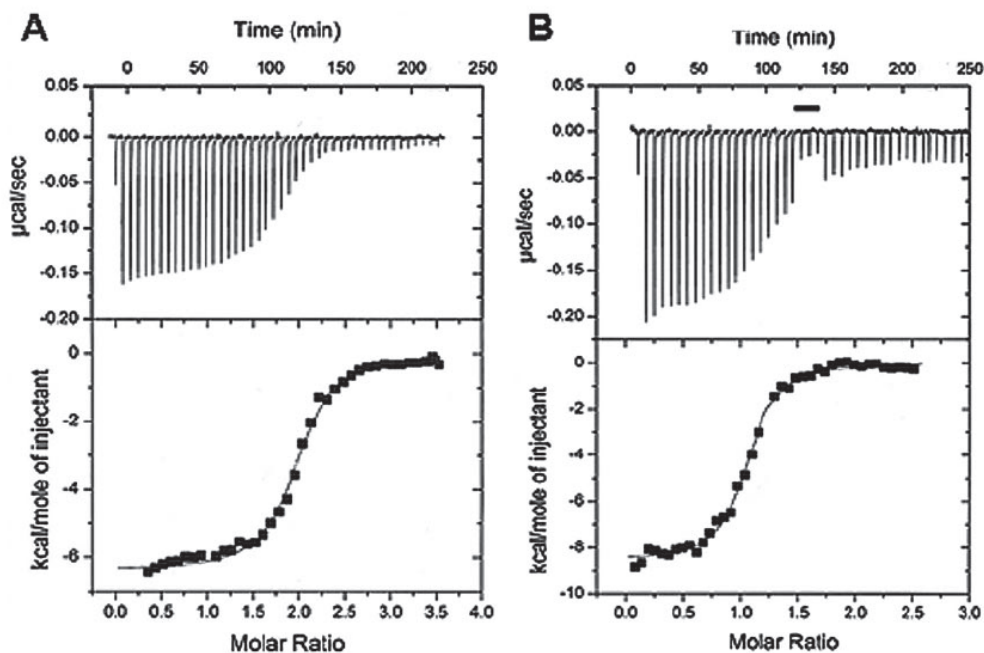 A
Time (min)
0 50 100 150 200 250
0.05
0.00
-0.05
-0.10
-0.15
-0.20
µcal/sec
0
-2
-4
-6
kcal/mole of injectant
0.0 0.5 1.0 1.5 2.0 2.5 3.0 3.5 4.0
Molar Ratio
B
Time (min)
0 50 100 150 200 250
0.05
0.00
-0.05
-0.10
-0.15
-0.20
µcal/sec
0
-2
-4
-6
-8
-10
kcal/mole of injectant
0.0 0.5 1.0 1.5 2.0 2.5 3.0
Molar Ratio